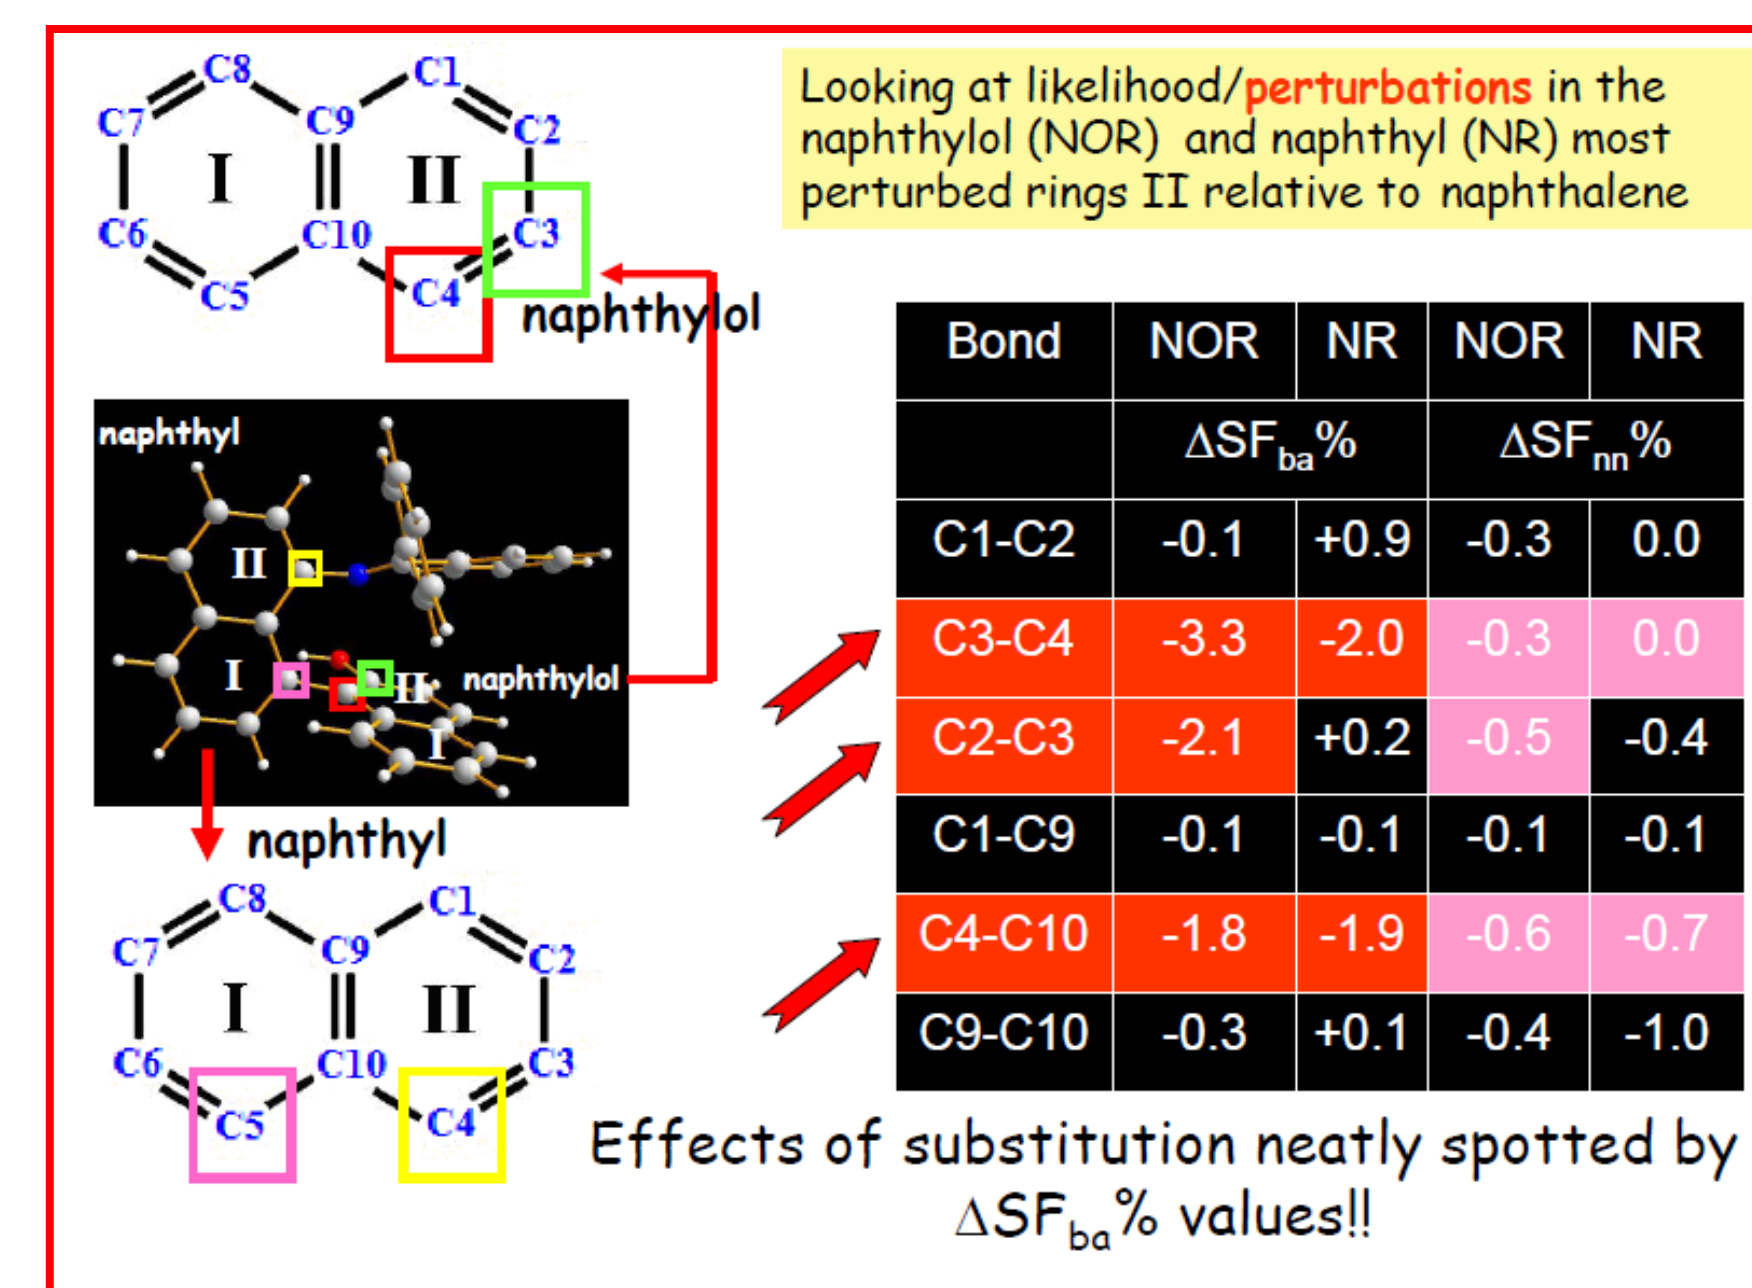 C8 C1
C7 C9 C2
I II
C6 C10 C3
C5 C4
naphthylol
Looking at likelihood/perturbations in the
naphthylol (NOR) and naphthyl (NR) most
perturbed rings II relative to naphthalene
naphthyl
II
I II naphthylol
I
naphthyl
C8 C1
C7 C9 C2
I II
C6 C10 C3
C5 C4
Bond NOR NR NOR NR
ΔSFba% ΔSFnn%
C1-C2 -0.1 +0.9 -0.3 0.0
C3-C4 -3.3 -2.0 -0.3 0.0
C2-C3 -2.1 +0.2 -0.5 -0.4
C1-C9 -0.1 -0.1 -0.1 -0.1
C4-C10 -1.8 -1.9 -0.6 -0.7
C9-C10 -0.3 +0.1 -0.4 -1.0
Effects of substitution neatly spotted by
ΔSFba% values!!